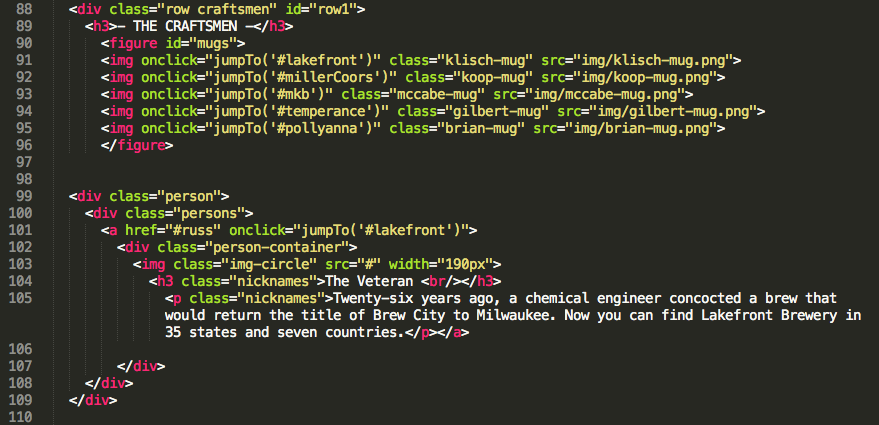 88 <div class="row craftsmen" id="row1">
89 <h3>— THE CRAFTSMEN —</h3>
90 <figure id="mugs">
91 <img onclick="jumpTo('#lakefront')" class="klisch-mug" src="img/klisch-mug.png">
92 <img onclick="jumpTo('#millerCoors')" class="koop-mug" src="img/koop-mug.png">
93 <img onclick="jumpTo('#mkb')" class="mccabe-mug" src="img/mccabe-mug.png">
94 <img onclick="jumpTo('#temperance')" class="gilbert-mug" src="img/gilbert-mug.png">
95 <img onclick="jumpTo('#pollyanna')" class="brian-mug" src="img/brian-mug.png">
96 </figure>
97
98
99 <div class="person">
100 <div class="persons">
101 <a href="#russ" onclick="jumpTo('#lakefront')">
102 <div class="person-container">
103 <img class="img-circle" src="#" width="190px">
104 <h3 class="nicknames">The Veteran <br/></h3>
105 <p class="nicknames">Twenty-six years ago, a chemical engineer concocted a brew that
would return the title of Brew City to Milwaukee. Now you can find Lakefront Brewery in
35 states and seven countries.</p></a>
106
107 </div>
108 </div>
109 </div>
110